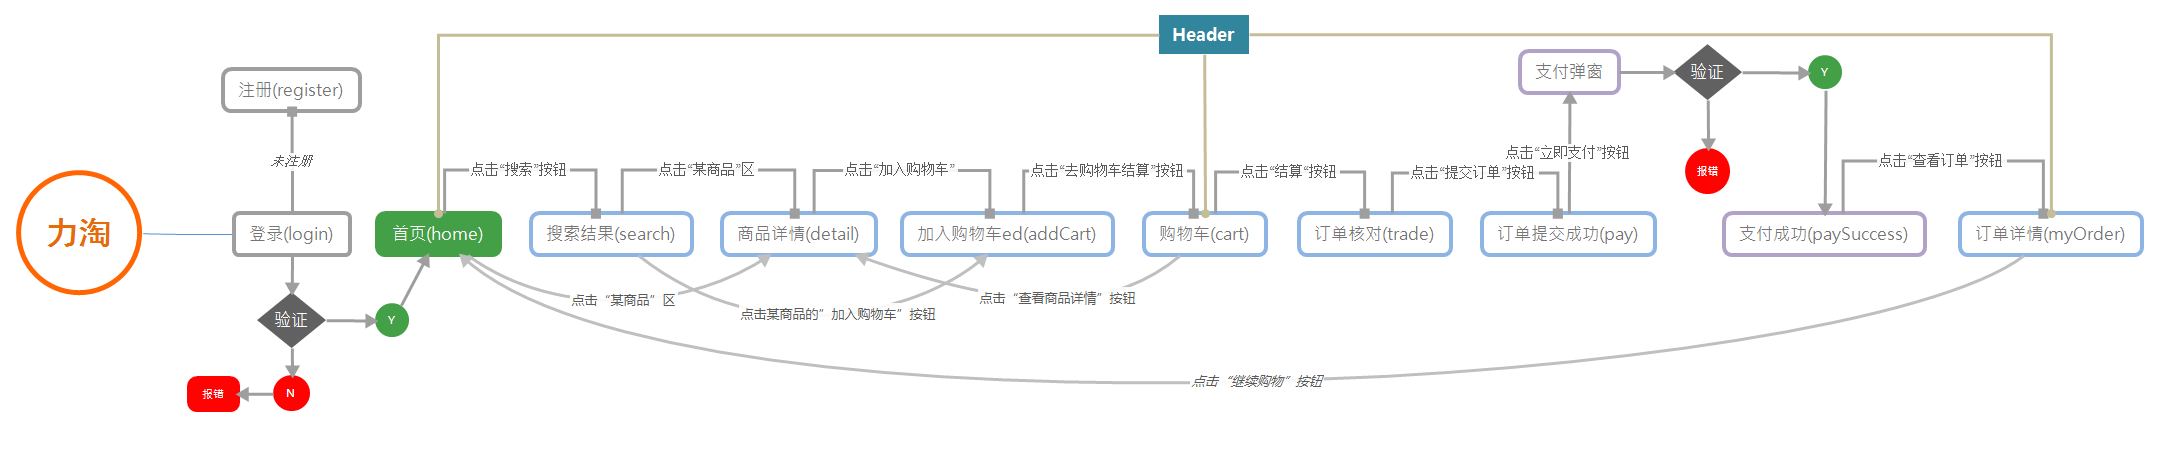 Header
支付弹窗
验证
Y
注册(register)
未注册
点击“搜索”按钮
点击“某商品”区
点击“加入购物车”
点击“去购物车结算”按钮
点击“结算“按钮
点击“提交订单”按钮
点击“立即支付”按钮
报错
点击“查看订单”按钮
力淘
登录(login)
首页(home)
搜索结果(search)
商品详情(detail)
加入购物车ed(addCart)
购物车(cart)
订单核对(trade)
订单提交成功(pay)
支付成功(paySuccess)
订单详情(myOrder)
点击“某商品”区
点击某商品的”加入购物车”按钮
点击“查看商品详情”按钮
验证
Y
点击“继续购物”按钮
报错
N